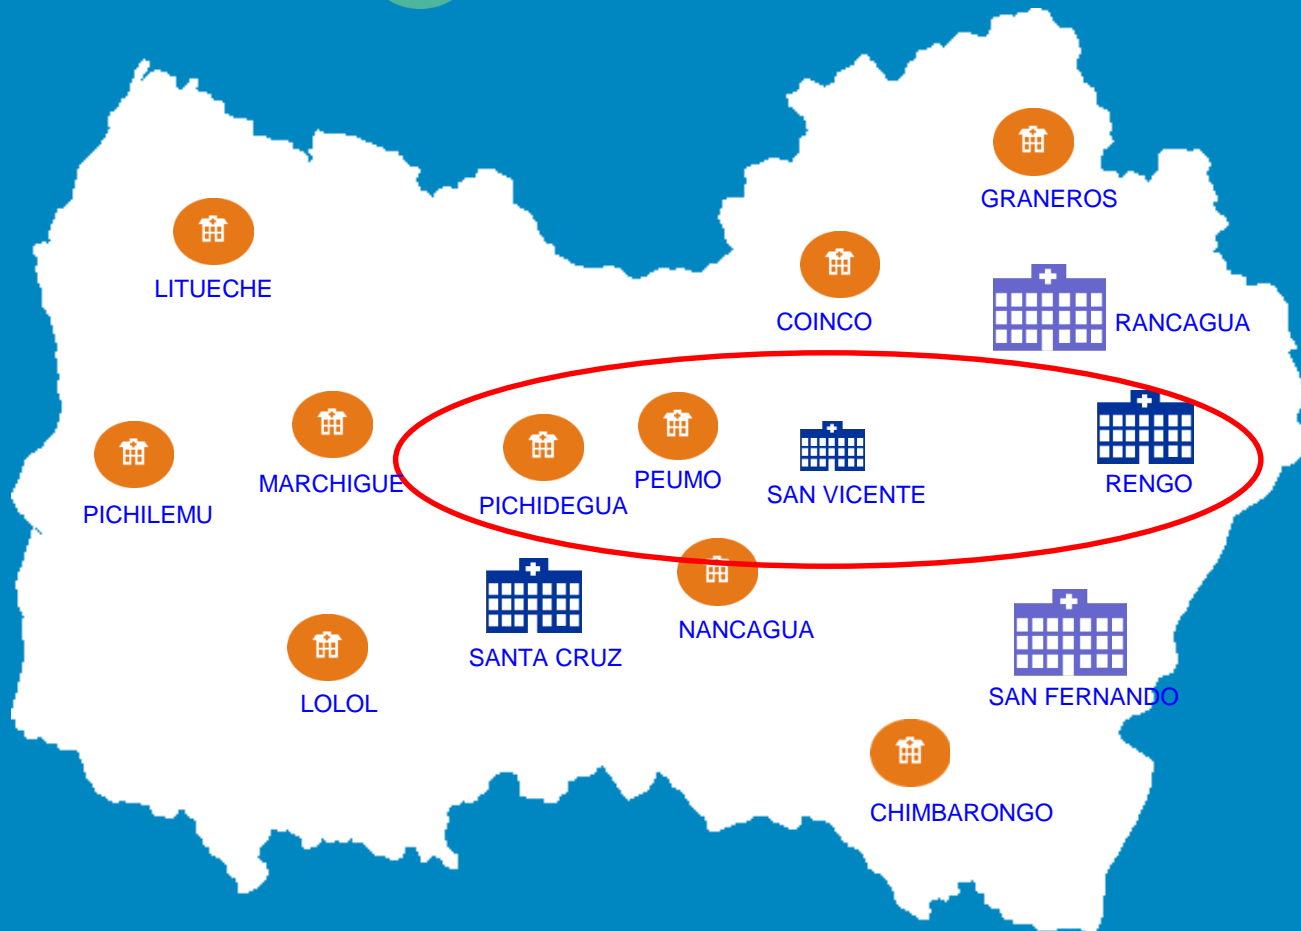 GRANEROS
LITUECHE
COINCO
RANCAGUA
MARCHIGUE
PEUMO
RENGO
SAN VICENTE
PICHIDEGUA
PICHILEMU
NANCAGUA
SANTA CRUZ
SAN FERNANDO
LOLOL
CHIMBARONGO